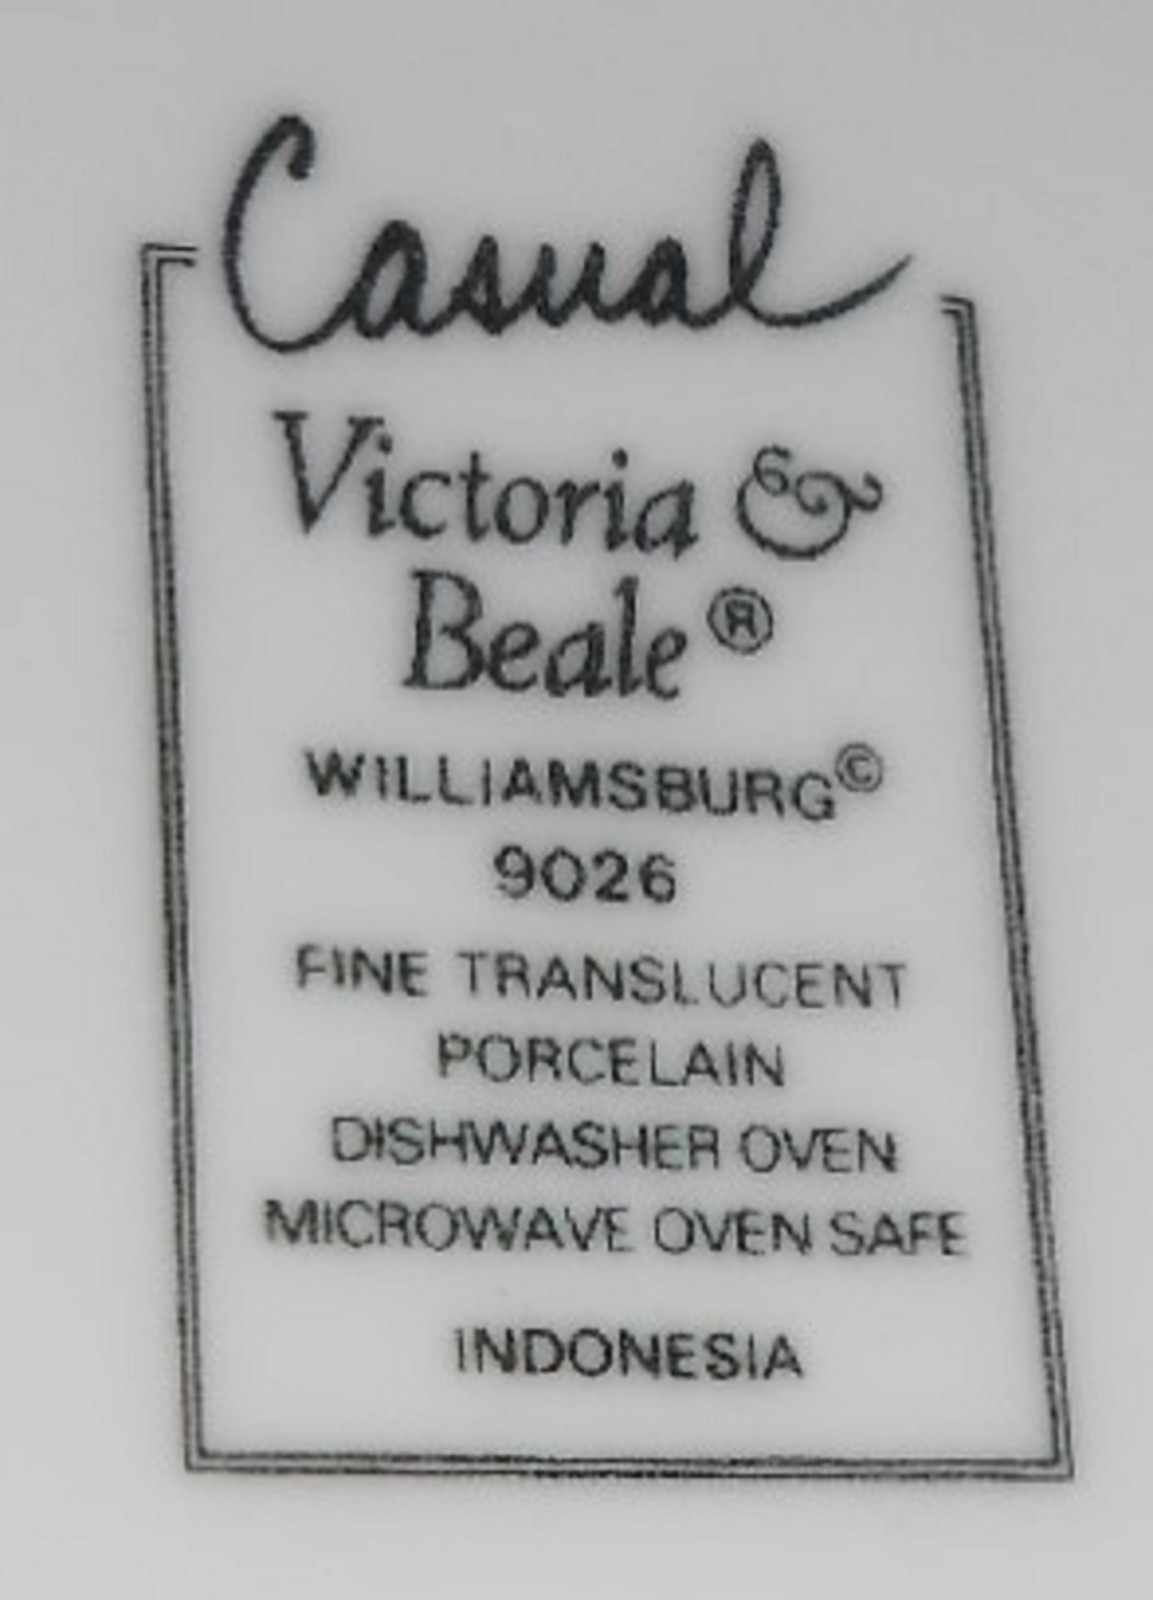 Casual
Victoria &
Beale®
WILLIAMSBURG©
9026
FINE TRANSLUCENT
PORCELAIN
DISHWASHER OVEN
MICROWAVE OVEN SAFE
INDONESIA